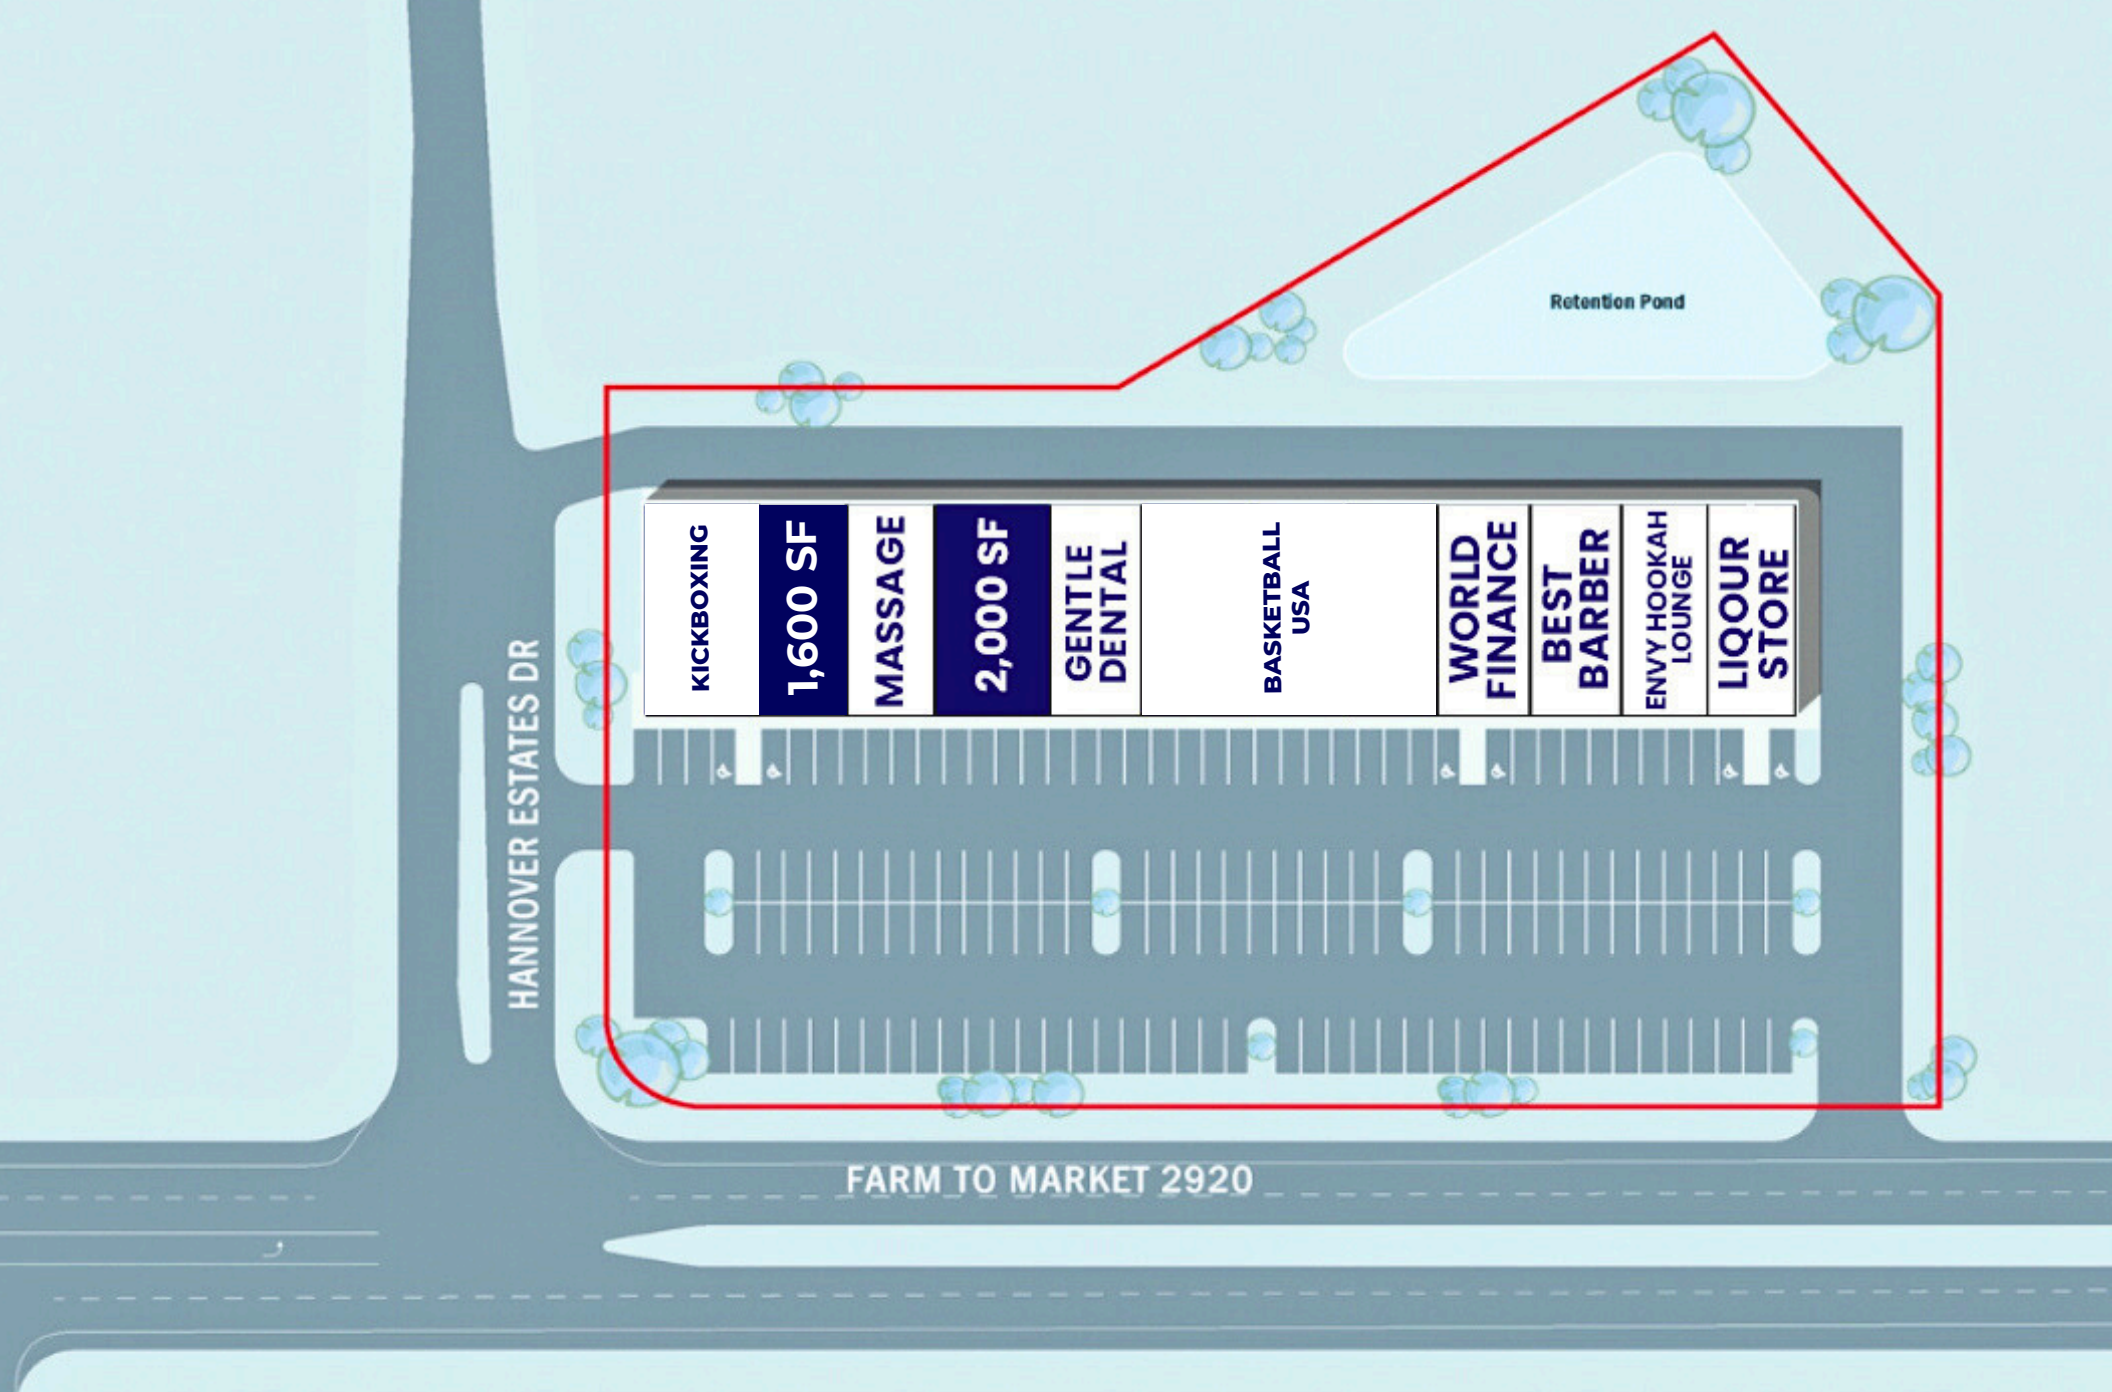 Retention Pond
KICKBOXING
1,600 SF
MASSAGE
2,000 SF
GENTLE
DENTAL
BASKETBALL
USA
WORLD
FINANCE
BEST
BARBER
ENVY HOOKAH
LOUNGE
LIQOUR
STORE
HANNOVER ESTATES DR
FARM TO MARKET 2920